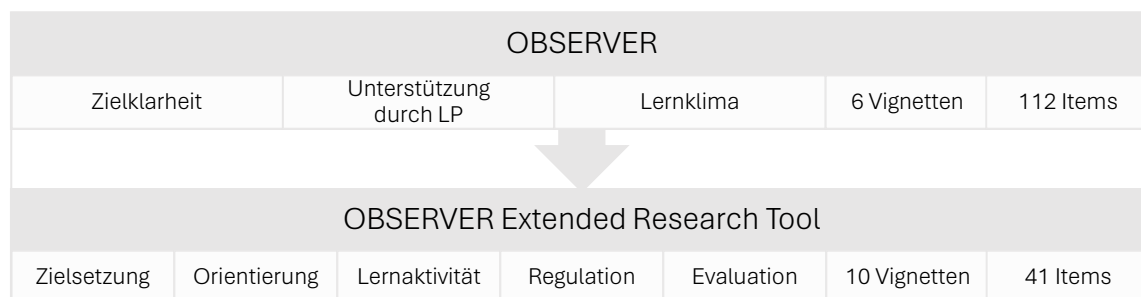 OBSERVER
Zielklarheit
Unterstützung
durch LP
Lernklima
6 Vignetten
112 Items
OBSERVER Extended Research Tool
Zielsetzung
Orientierung
Lernaktivität
Regulation
Evaluation
10 Vignetten
41 Items